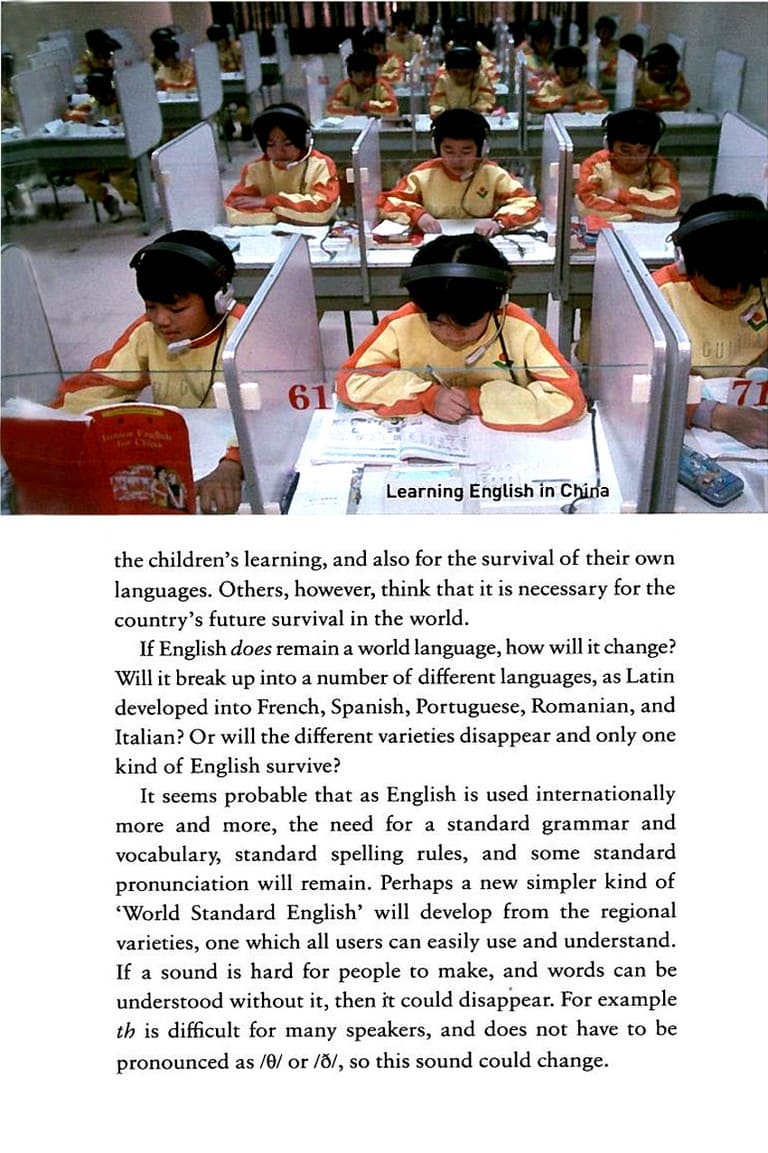 Junior English
for China
61
71
Learning English in China
the children's learning, and also for the survival of their own
languages. Others, however, think that it is necessary for the
country's future survival in the world.
If English does remain a world language, how will it change?
Will it break up into a number of different languages, as Latin
developed into French, Spanish, Portuguese, Romanian, and
Italian? Or will the different varieties disappear and only one
kind of English survive?
It seems probable that as English is used internationally
more and more, the need for a standard grammar and
vocabulary, standard spelling rules, and some standard
pronunciation will remain. Perhaps a new simpler kind of
‘World Standard English’ will develop from the regional
varieties, one which all users can easily use and understand.
If a sound is hard for people to make, and words can be
understood without it, then it could disappear. For example
th is difficult for many speakers, and does not have to be
pronounced as /θ/ or /ð/, so this sound could change.